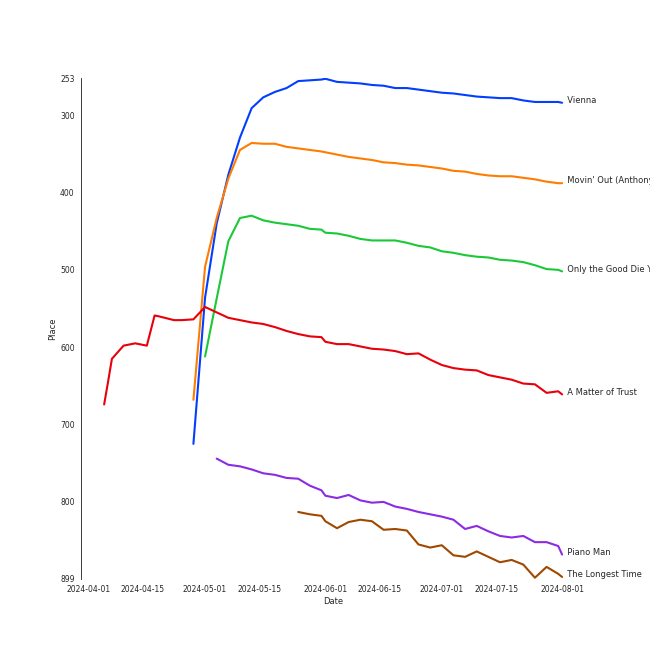 253
300
400
500
600
700
800
899
Place
Vienna
Movin' Out (Anthony
Only the Good Die Y
A Matter of Trust
Piano Man
The Longest Time
2024-04-01 2024-04-15 2024-05-01 2024-05-15 2024-06-01 2024-06-15 2024-07-01 2024-07-15 2024-08-01
Date